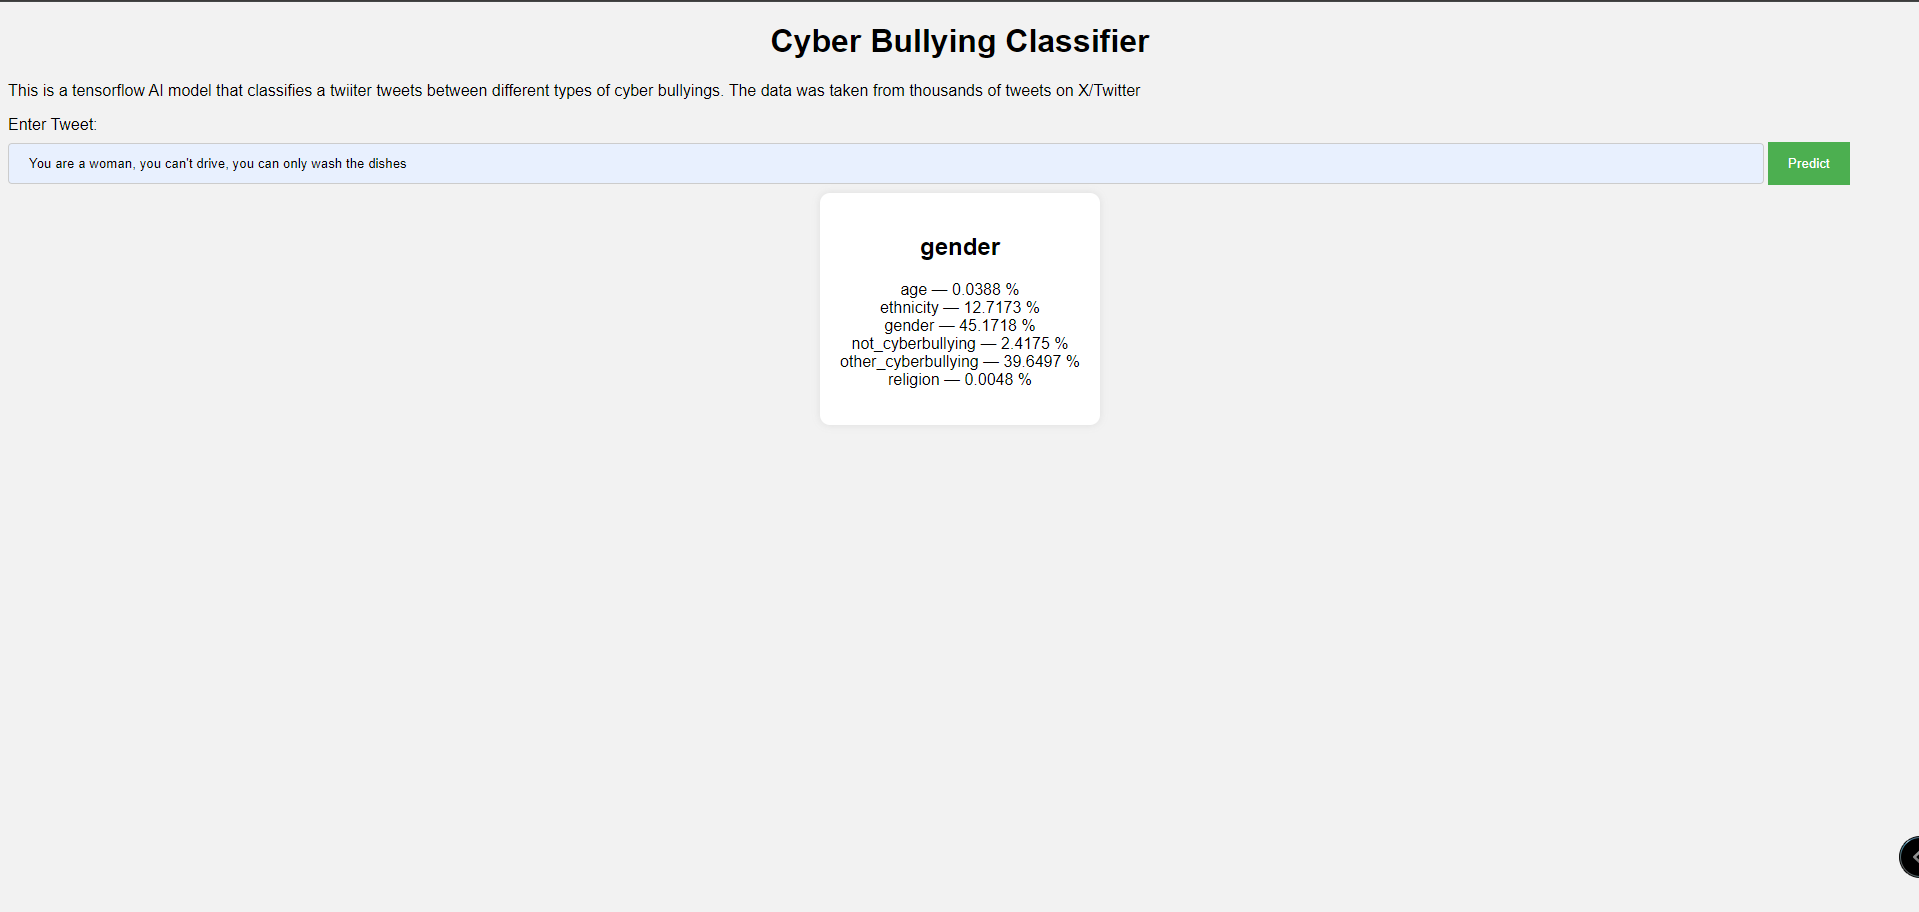 Cyber Bullying Classifier
This is a tensorflow AI model that classifies a twiiter tweets between different types of cyber bullyings. The data was taken from thousands of tweets on X/Twitter
Enter Tweet:
You are a woman, you can't drive, you can only wash the dishes
Predict
gender
age — 0.0388 %
ethnicity — 12.7173 %
gender — 45.1718 %
not_cyberbullying — 2.4175 %
other_cyberbullying — 39.6497 %
religion — 0.0048 %